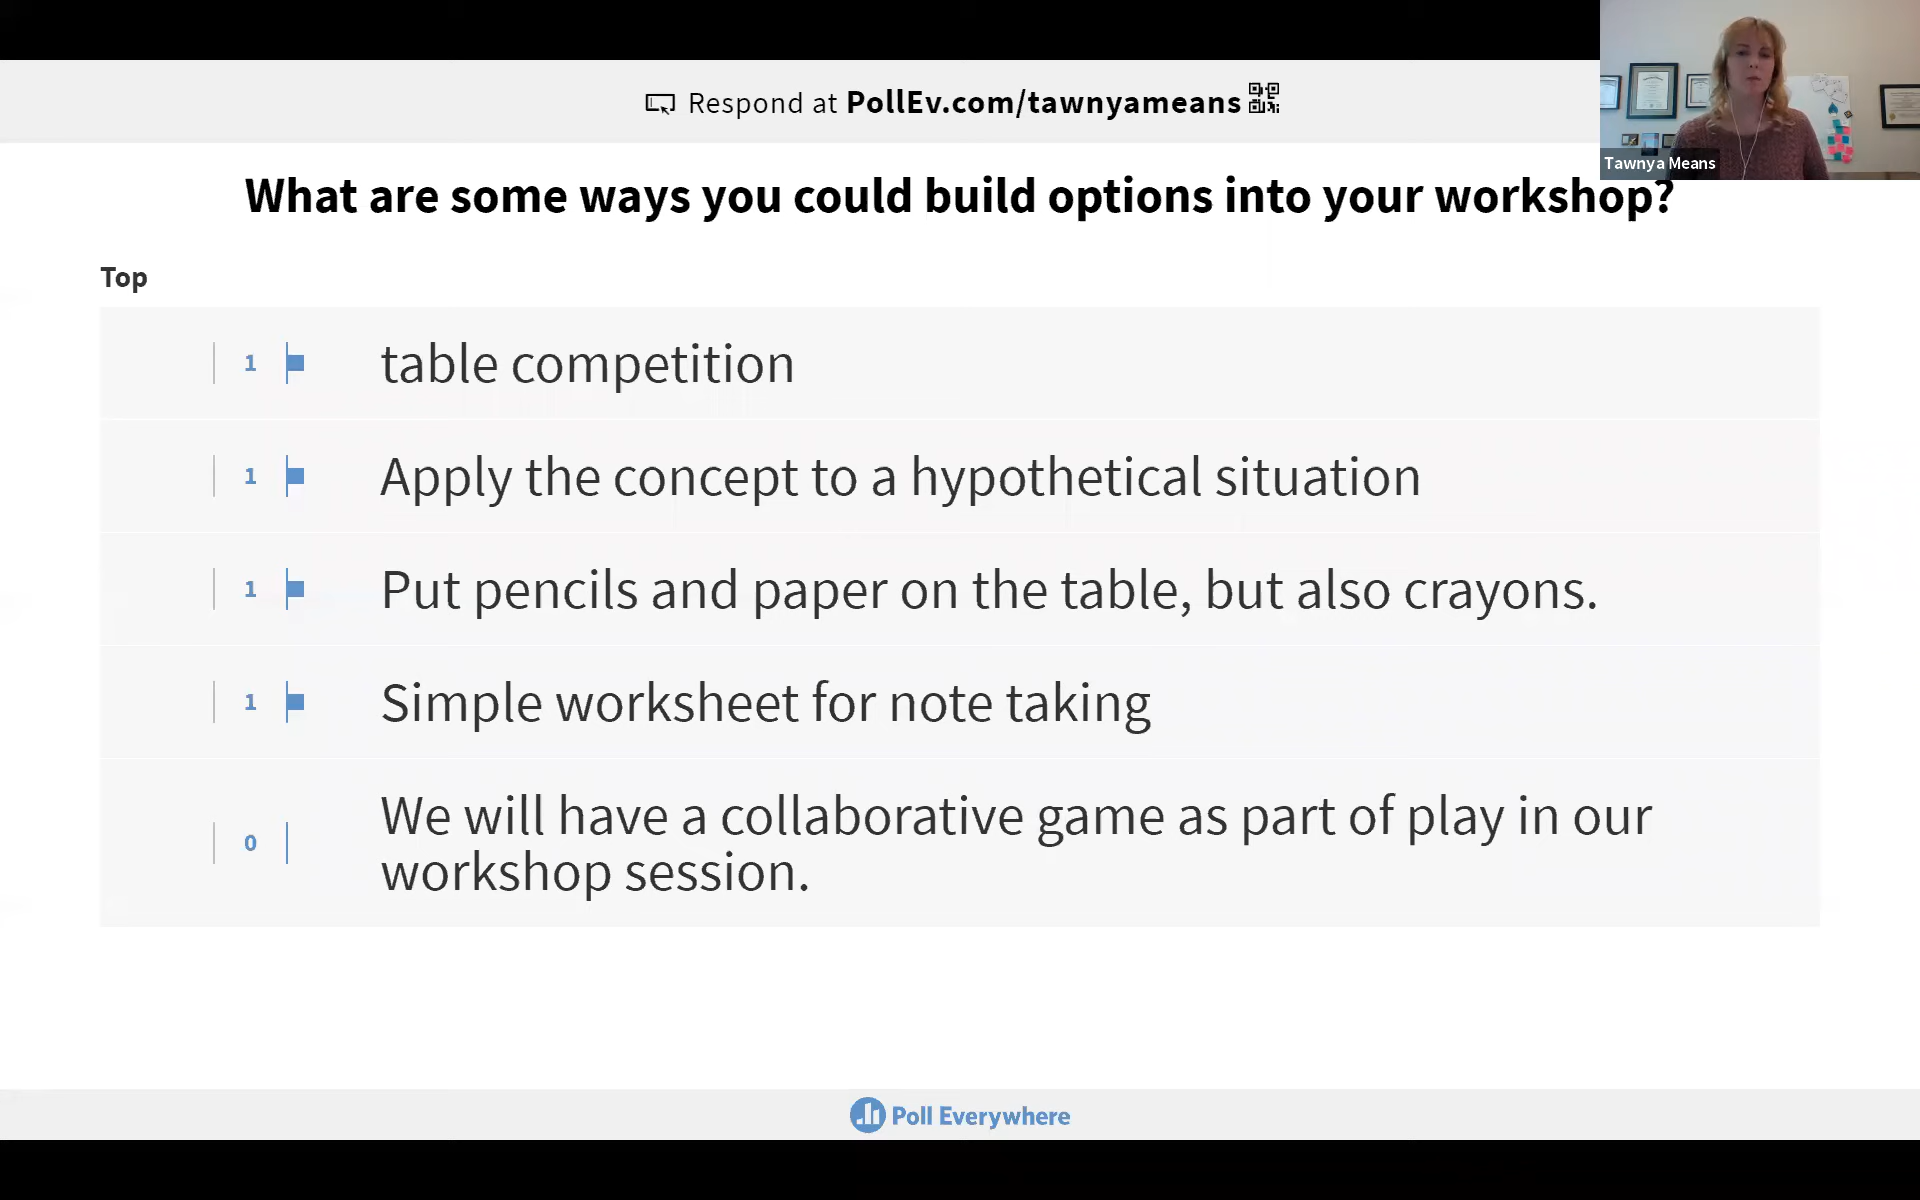 Respond at PollEv.com/tawnyameans
Tawnya Means
What are some ways you could build options into your workshop?
Top
1 table competition
1 Apply the concept to a hypothetical situation
1 Put pencils and paper on the table, but also crayons.
1 Simple worksheet for note taking
0 We will have a collaborative game as part of play in our
workshop session.
Poll Everywhere